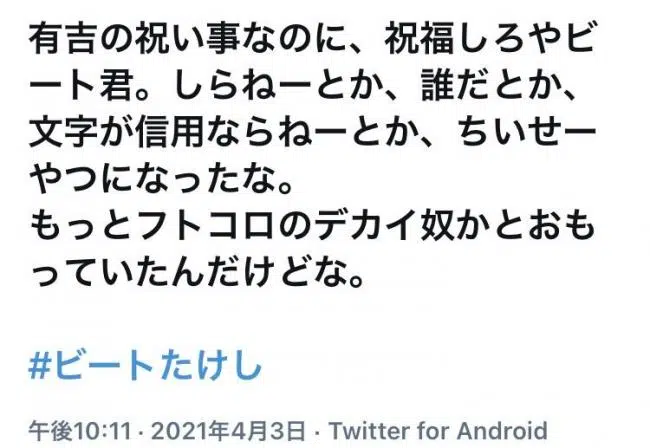 有吉の祝い事なのに、祝福しろやビ
ート君。しらねーとか、誰だとか、
文字が信用ならねーとか、ちいせー
やつになったな。
もっとフトコロのデカイ奴かとおも
っていたんだけどな。
#ビートたけし
午後10:11 · 2021年4月3日 · Twitter for Android